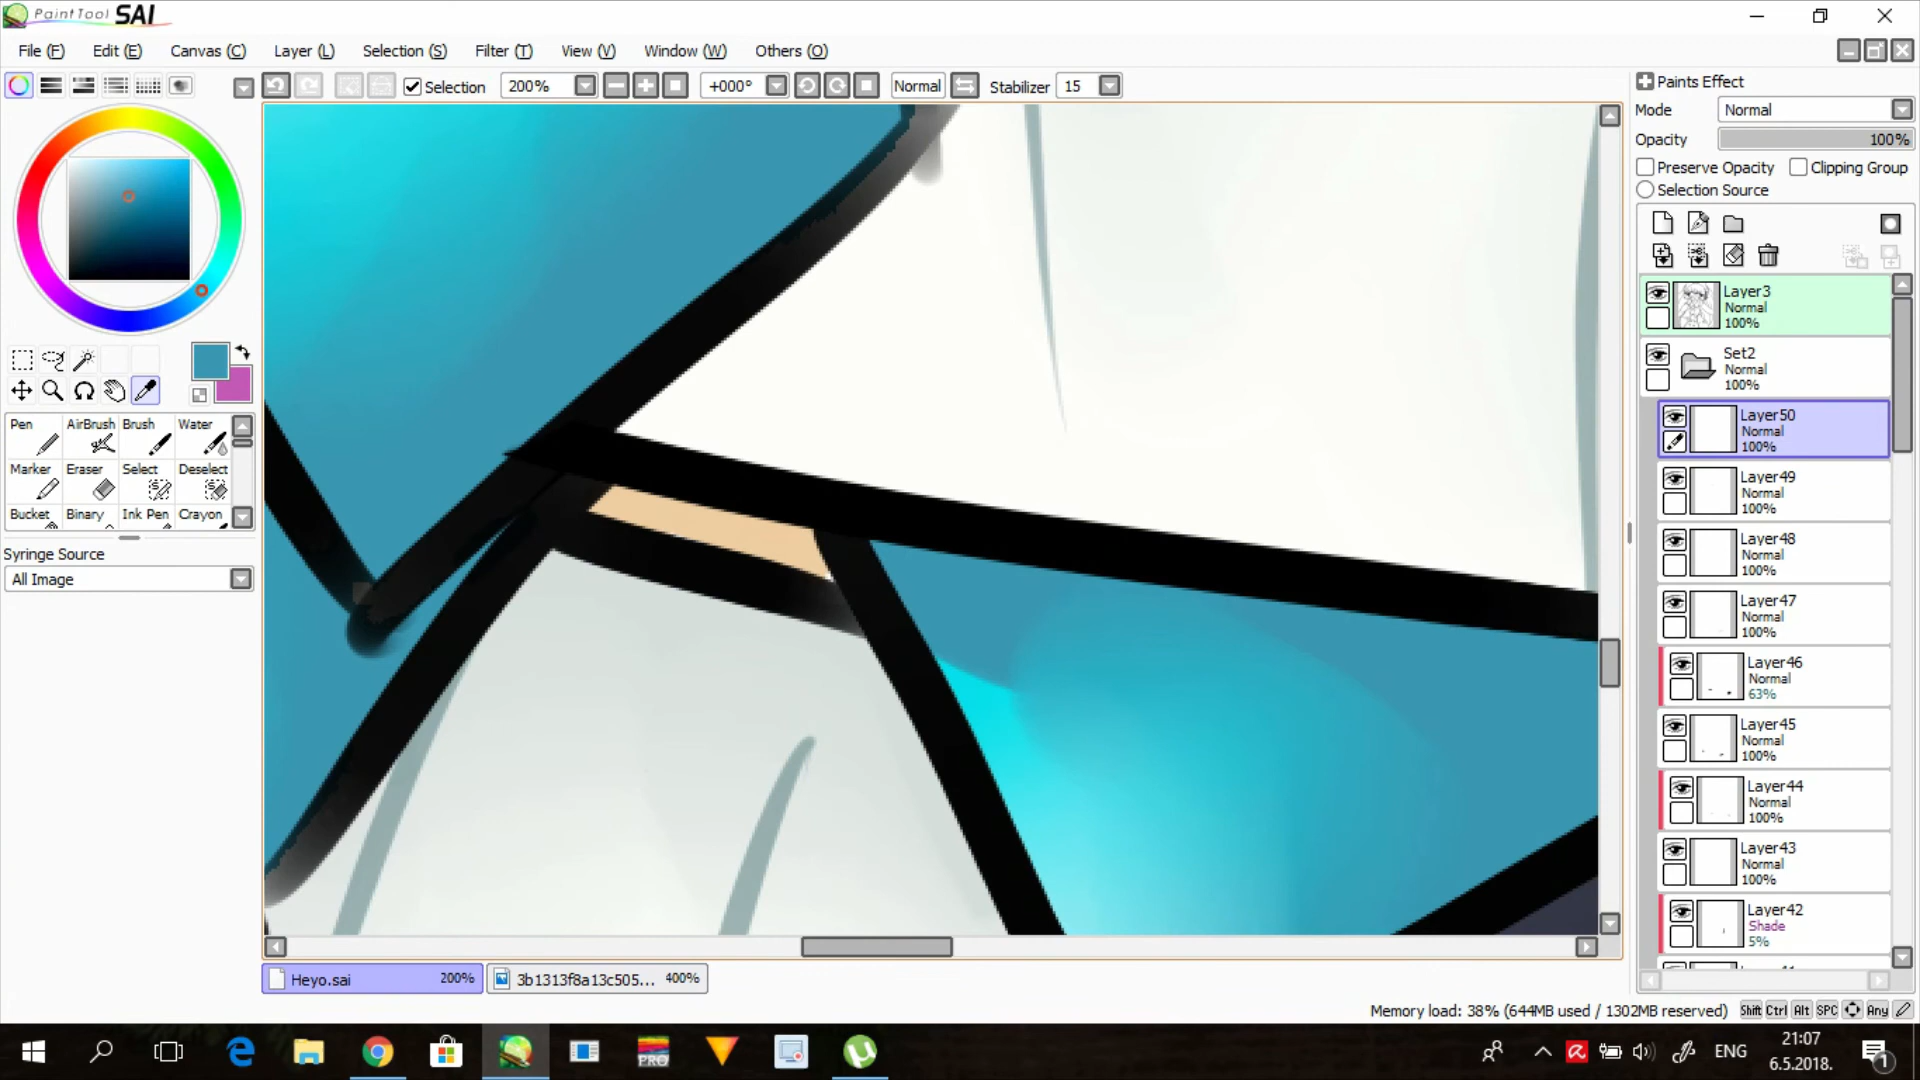 PaintTool SAI
File (F) Edit (E) Canvas (C) Layer (L) Selection (S) Filter (T) View (V) Window (W) Others (O)
Selection 200% +000° Normal Stabilizer 15
Paints Effect
Mode Normal
Opacity 100%
Preserve Opacity Clipping Group
Selection Source
Layer3
Normal
100%
Set2
Normal
100%
Layer50
Normal
100%
Layer49
Normal
100%
Layer48
Normal
100%
Layer47
Normal
100%
Layer46
Normal
63%
Layer45
Normal
100%
Layer44
Normal
100%
Layer43
Normal
100%
Layer42
Shade
5%
Pen AirBrush Brush Water
Marker Eraser Select Deselect
Bucket Binary Ink Pen Crayon
Syringe Source
All Image
Heyo.sai 200% 3b1313f8a13c505... 400%
Memory load: 38% (644MB used / 1302MB reserved) Shift Ctrl Alt SPC Any
PRO
ENG
21:07
6.5.2018.
1